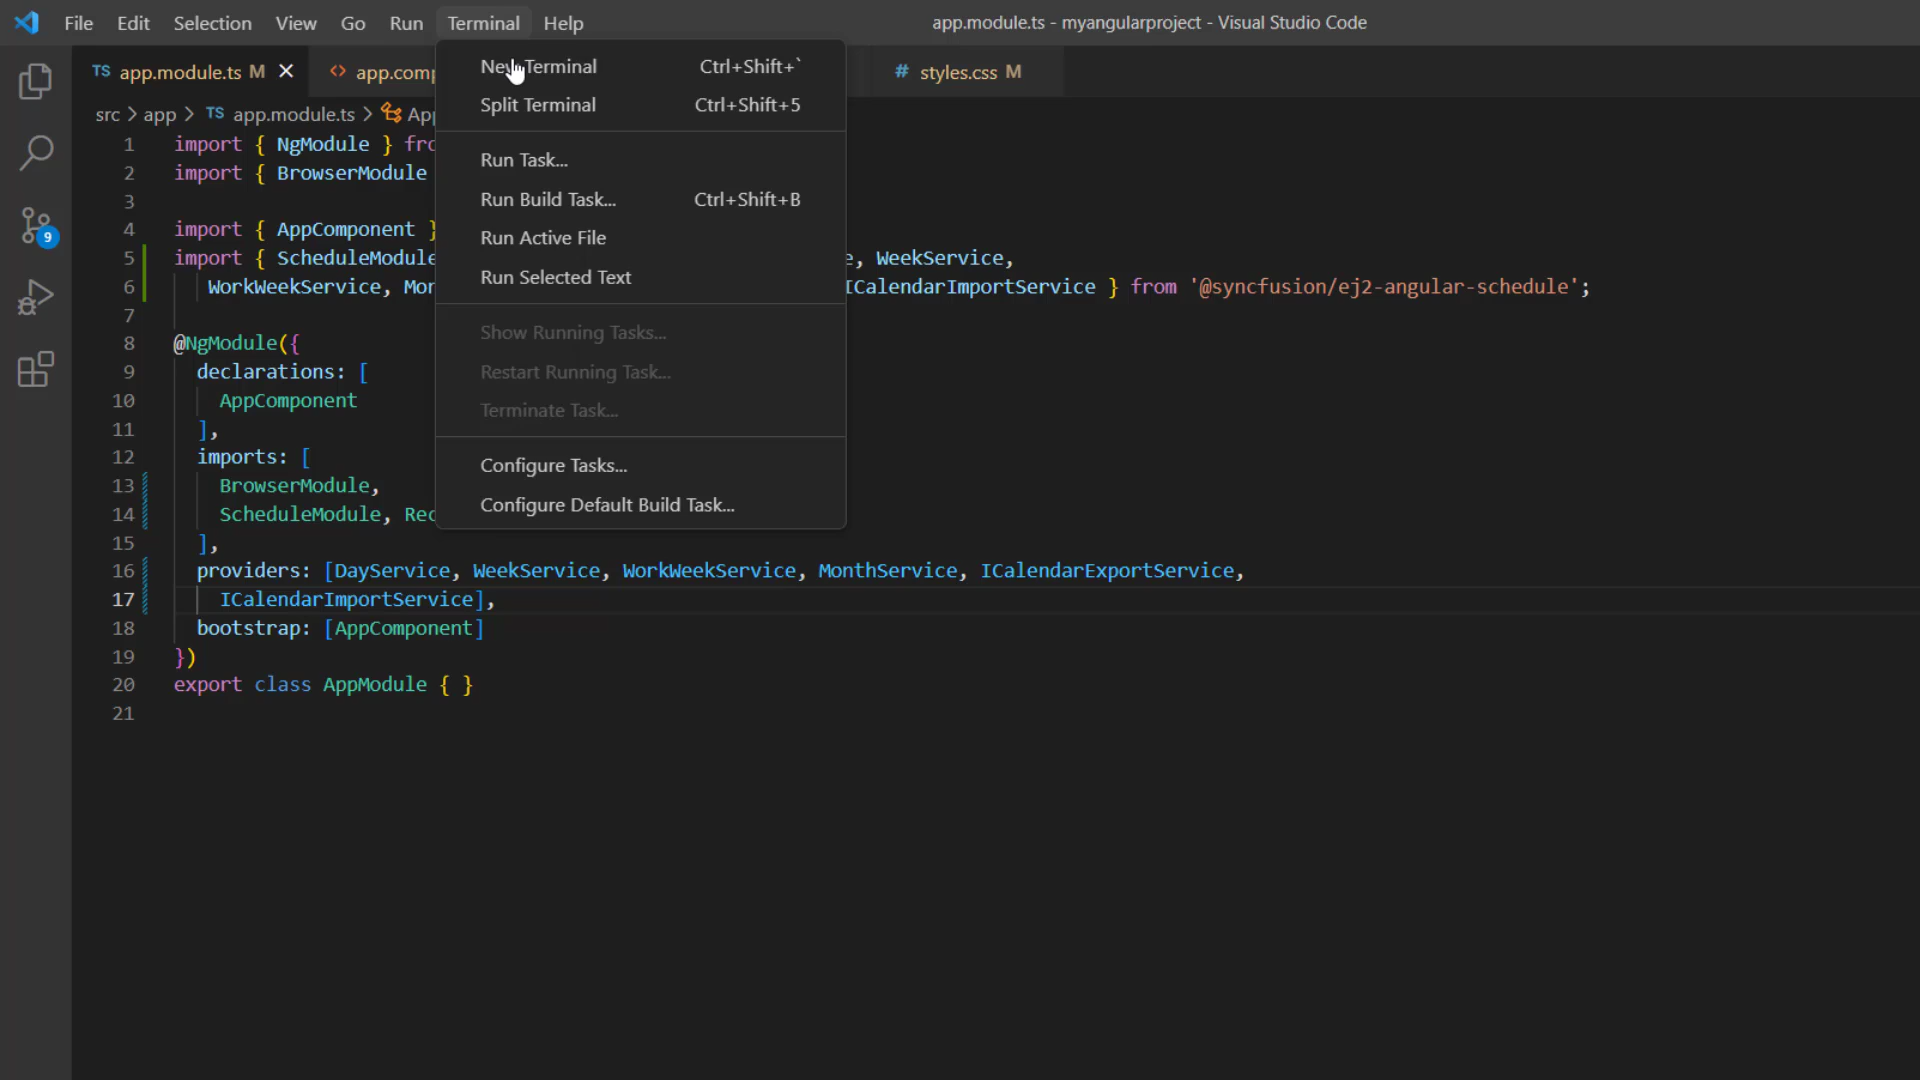 File Edit Selection View Go Run Terminal Help app.module.ts - myangularproject - Visual Studio Code
TS app.module.ts M # styles.css M
New Terminal Ctrl+Shift+`
Split Terminal Ctrl+Shift+5
Run Task...
Run Build Task... Ctrl+Shift+B
Run Active File
Run Selected Text
Show Running Tasks...
Restart Running Task...
Terminate Task...
Configure Tasks...
Configure Default Build Task...
src > app > TS app.module.ts >
1 import { NgModule }
2 import { BrowserModule
3
4 import { AppComponent }
5 import { ScheduleModule , WeekService,
6 WorkWeekService, ICalendarImportService } from '@syncfusion/ej2-angular-schedule';
7
8 @NgModule({
9 declarations: [
10 AppComponent
11 ],
12 imports: [
13 BrowserModule,
14 ScheduleModule,
15 ],
16 providers: [DayService, WeekService, WorkWeekService, MonthService, ICalendarExportService,
17 ICalendarImportService],
18 bootstrap: [AppComponent]
19 })
20 export class AppModule { }
21
9